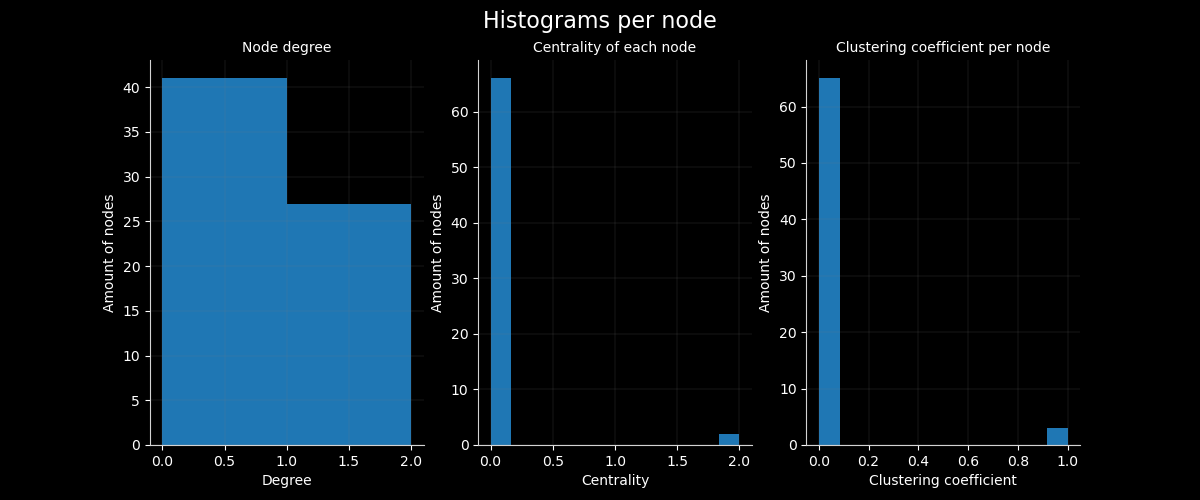 Histograms per node
Node degree
Centrality of each node
Clustering coefficient per node
Amount of nodes
40
35
30
25
20
15
10
5
0
0.0 0.5 1.0 1.5 2.0
Degree
Amount of nodes
60
50
40
30
20
10
0
0.0 0.5 1.0 1.5 2.0
Centrality
Amount of nodes
60
50
40
30
20
10
0
0.0 0.2 0.4 0.6 0.8 1.0
Clustering coefficient